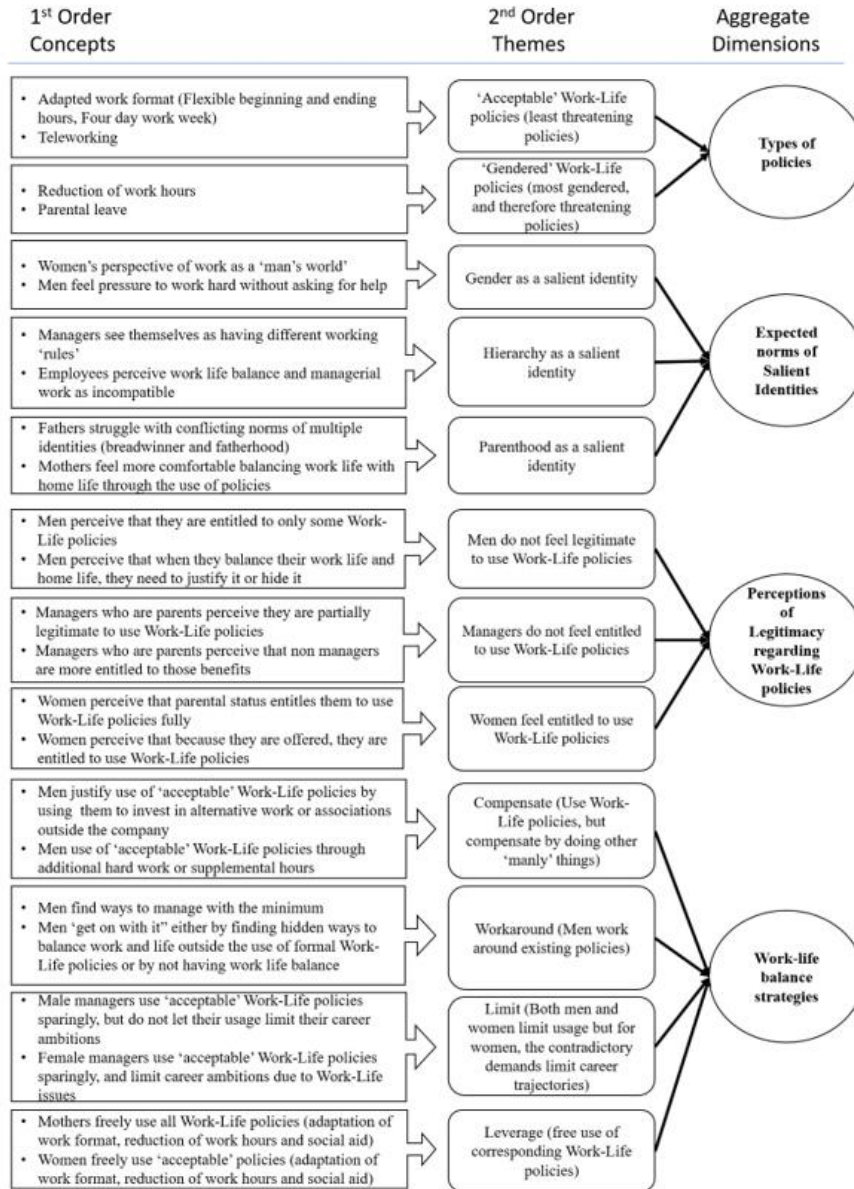 1st Order
Concepts
2nd Order
Themes
Aggregate
Dimensions
• Adapted work format (Flexible beginning and ending
hours, Four day work week)
• Teleworking
'Acceptable' Work-Life
policies (least threatening
policies)
Types of
policies
• Reduction of work hours
• Parental leave
'Gendered' Work-Life
policies (most gendered,
and therefore threatening
policies)
• Women's perspective of work as a 'man's world'
• Men feel pressure to work hard without asking for help
Gender as a salient identity
• Managers see themselves as having different working
'rules'
• Employees perceive work life balance and managerial
work as incompatible
Hierarchy as a salient
identity
Expected
norms of
Salient
Identities
• Fathers struggle with conflicting norms of multiple
identities (breadwinner and fatherhood)
• Mothers feel more comfortable balancing work life with
home life through the use of policies
Parenthood as a salient
identity
• Men perceive that they are entitled to only some Work-
Life policies
• Men perceive that when they balance their work life and
home life, they need to justify it or hide it
Men do not feel legitimate
to use Work-Life policies
• Managers who are parents perceive they are partially
legitimate to use Work-Life policies
• Managers who are parents perceive that non managers
are more entitled to those benefits
Managers do not feel entitled
to use Work-Life policies
Perceptions
of
Legitimacy
regarding
Work-Life
policies
• Women perceive that parental status entitles them to use
Work-Life policies fully
• Women perceive that because they are offered, they are
entitled to use Work-Life policies
Women feel entitled to use
Work-Life policies
• Men justify use of 'acceptable' Work-Life policies by
using them to invest in alternative work or associations
outside the company
• Men use of 'acceptable' Work-Life policies through
additional hard work or supplemental hours
Compensate (Use Work-
Life policies, but
compensate by doing other
'manly' things)
• Men find ways to manage with the minimum
• Men 'get on with it" either by finding hidden ways to
balance work and life outside the use of formal Work-
Life policies or by not having work life balance
Workaround (Men work
around existing policies)
Work-life
balance
strategies
• Male managers use 'acceptable' Work-Life policies
sparingly, but do not let their usage limit their career
ambitions
• Female managers use 'acceptable' Work-Life policies
sparingly, and limit career ambitions due to Work-Life
issues
Limit (Both men and
women limit usage but for
women, the contradictory
demands limit career
trajectories)
• Mothers freely use all Work-Life policies (adaptation of
work format, reduction of work hours and social aid)
• Women freely use 'acceptable' policies (adaptation of
work format, reduction of work hours and social aid)
Leverage (free use of
corresponding Work-Life
policies)